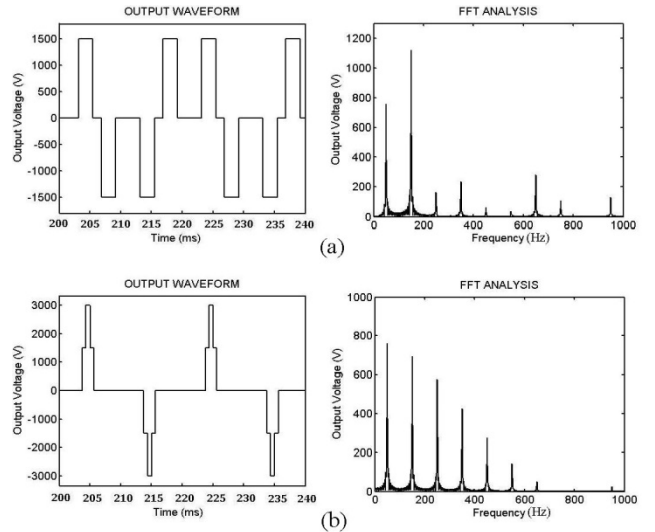 OUTPUT WAVEFORM
FFT ANALYSIS
Output Voltage (V)
1500
1000
500
0
-500
-1000
-1500
200 205 210 215 220 225 230 235 240
Time (ms)
Output Voltage (V)
1200
1000
800
600
400
200
0
0 200 400 600 800 1000
Frequency (Hz)
(a)
OUTPUT WAVEFORM
FFT ANALYSIS
Output Voltage (V)
3000
2000
1000
0
-1000
-2000
-3000
200 205 210 215 220 225 230 235 240
Time (ms)
Output Voltage (V)
1000
800
600
400
200
0
0 200 400 600 800 1000
Frequency (Hz)
(b)